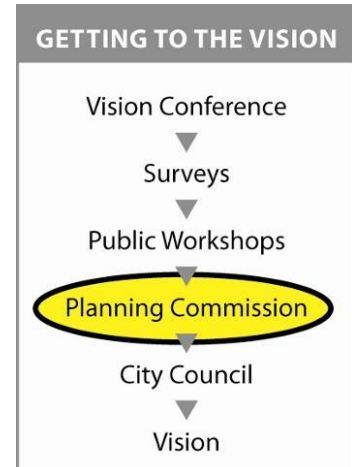 GETTING TO THE VISION
Vision Conference
Surveys
Public Workshops
Planning Commission
City Council
Vision